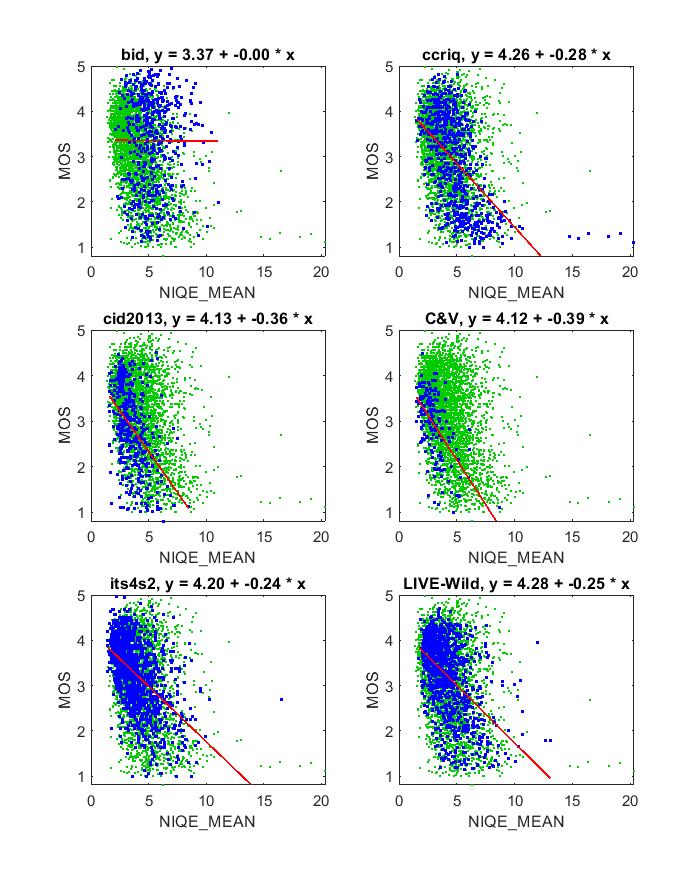 bid, y = 3.37 + -0.00 * x
5
4
3
2
1
MOS
0 5 10 15 20
NIQE_MEAN
ccriq, y = 4.26 + -0.28 * x
5
4
3
2
1
MOS
0 5 10 15 20
NIQE_MEAN
cid2013, y = 4.13 + -0.36 * x
5
4
3
2
1
MOS
0 5 10 15 20
NIQE_MEAN
C&V, y = 4.12 + -0.39 * x
5
4
3
2
1
MOS
0 5 10 15 20
NIQE_MEAN
its4s2, y = 4.20 + -0.24 * x
5
4
3
2
1
MOS
0 5 10 15 20
NIQE_MEAN
LIVE-Wild, y = 4.28 + -0.25 * x
5
4
3
2
1
MOS
0 5 10 15 20
NIQE_MEAN